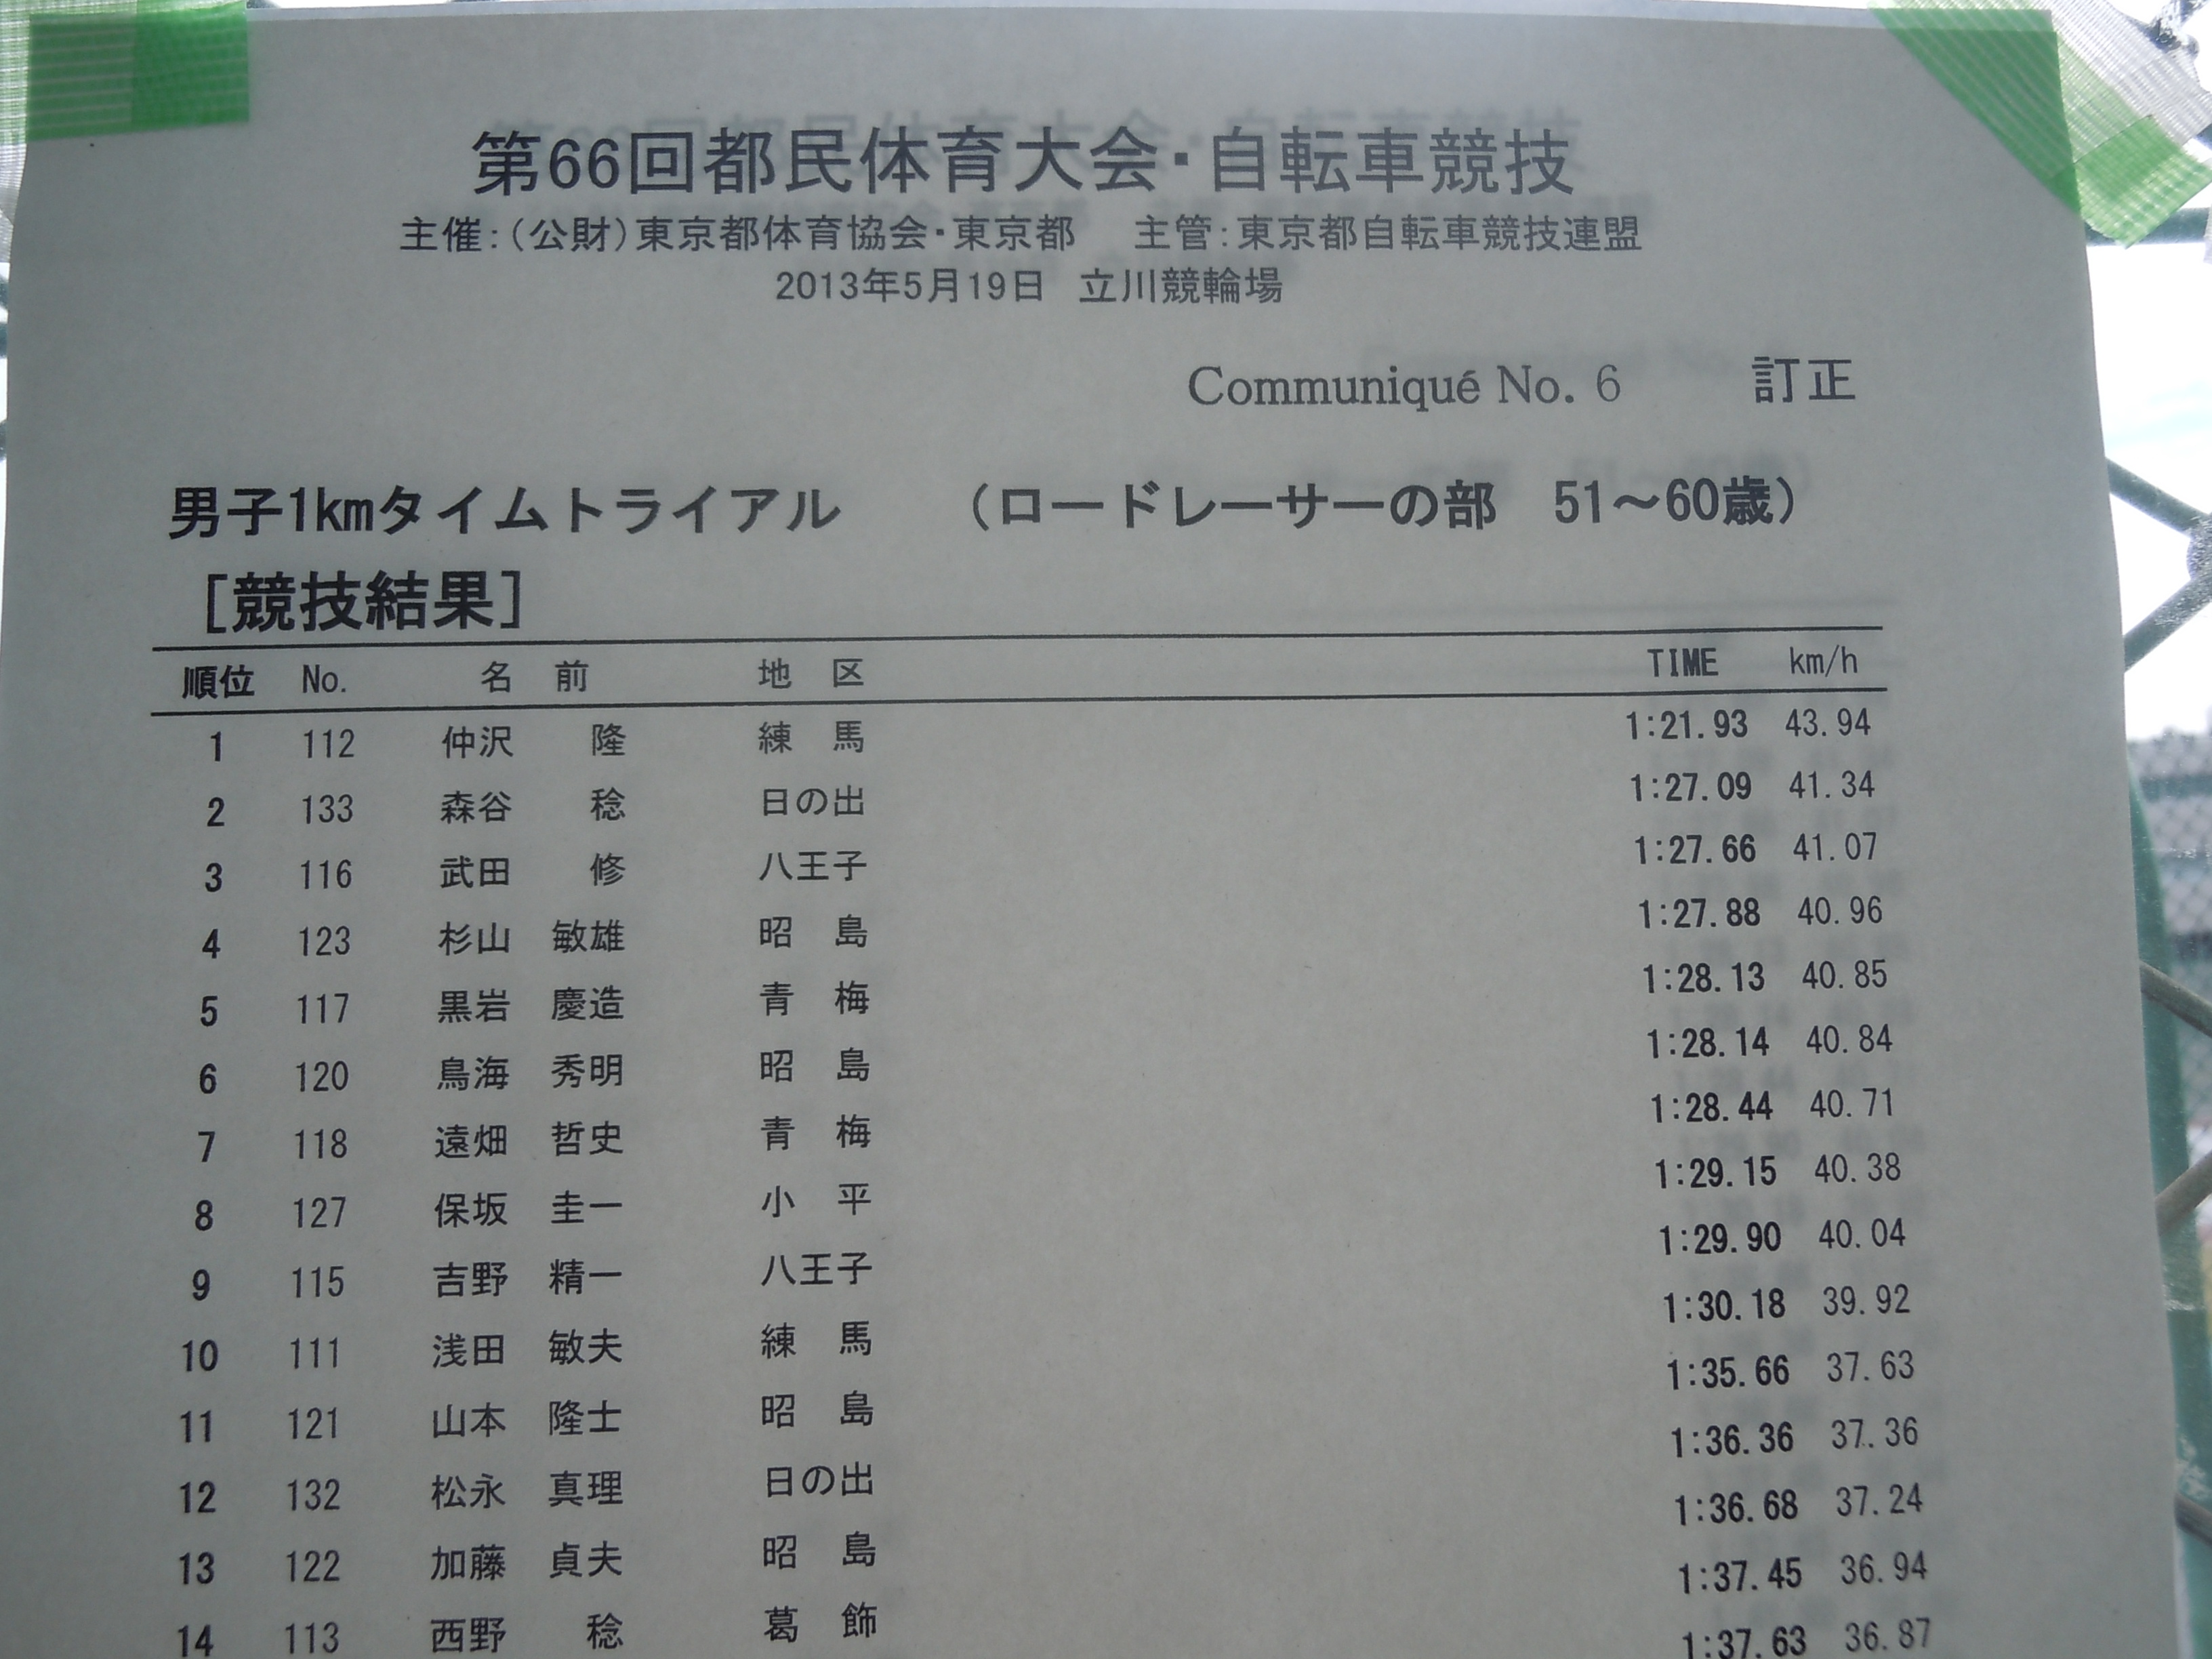 第66回都民体育大会・自転車競技
主催:(公財)東京都体育協会・東京都 主管:東京都自転車競技連盟
2013年5月19日 立川競輪場
Communiqué No. 6 訂正
男子1kmタイムトライアル (ロードレーサーの部 51～60歳)
[競技結果]
順位 No. 名 前 地 区 TIME km/h
1 112 仲沢 隆 練 馬 1:21.93 43.94
2 133 森谷 稔 日の出 1:27.09 41.34
3 116 武田 修 八王子 1:27.66 41.07
4 123 杉山 敏雄 昭 島 1:27.88 40.96
5 117 黒岩 慶造 青 梅 1:28.13 40.85
6 120 鳥海 秀明 昭 島 1:28.14 40.84
7 118 遠畑 哲史 青 梅 1:28.44 40.71
8 127 保坂 圭一 小 平 1:29.15 40.38
9 115 吉野 精一 八王子 1:29.90 40.04
10 111 浅田 敏夫 練 馬 1:30.18 39.92
11 121 山本 隆士 昭 島 1:35.66 37.63
12 132 松永 真理 日の出 1:36.36 37.36
13 122 加藤 貞夫 昭 島 1:36.68 37.24
14 113 西野 稔 葛 飾 1:37.45 36.94
1:37.63 36.87